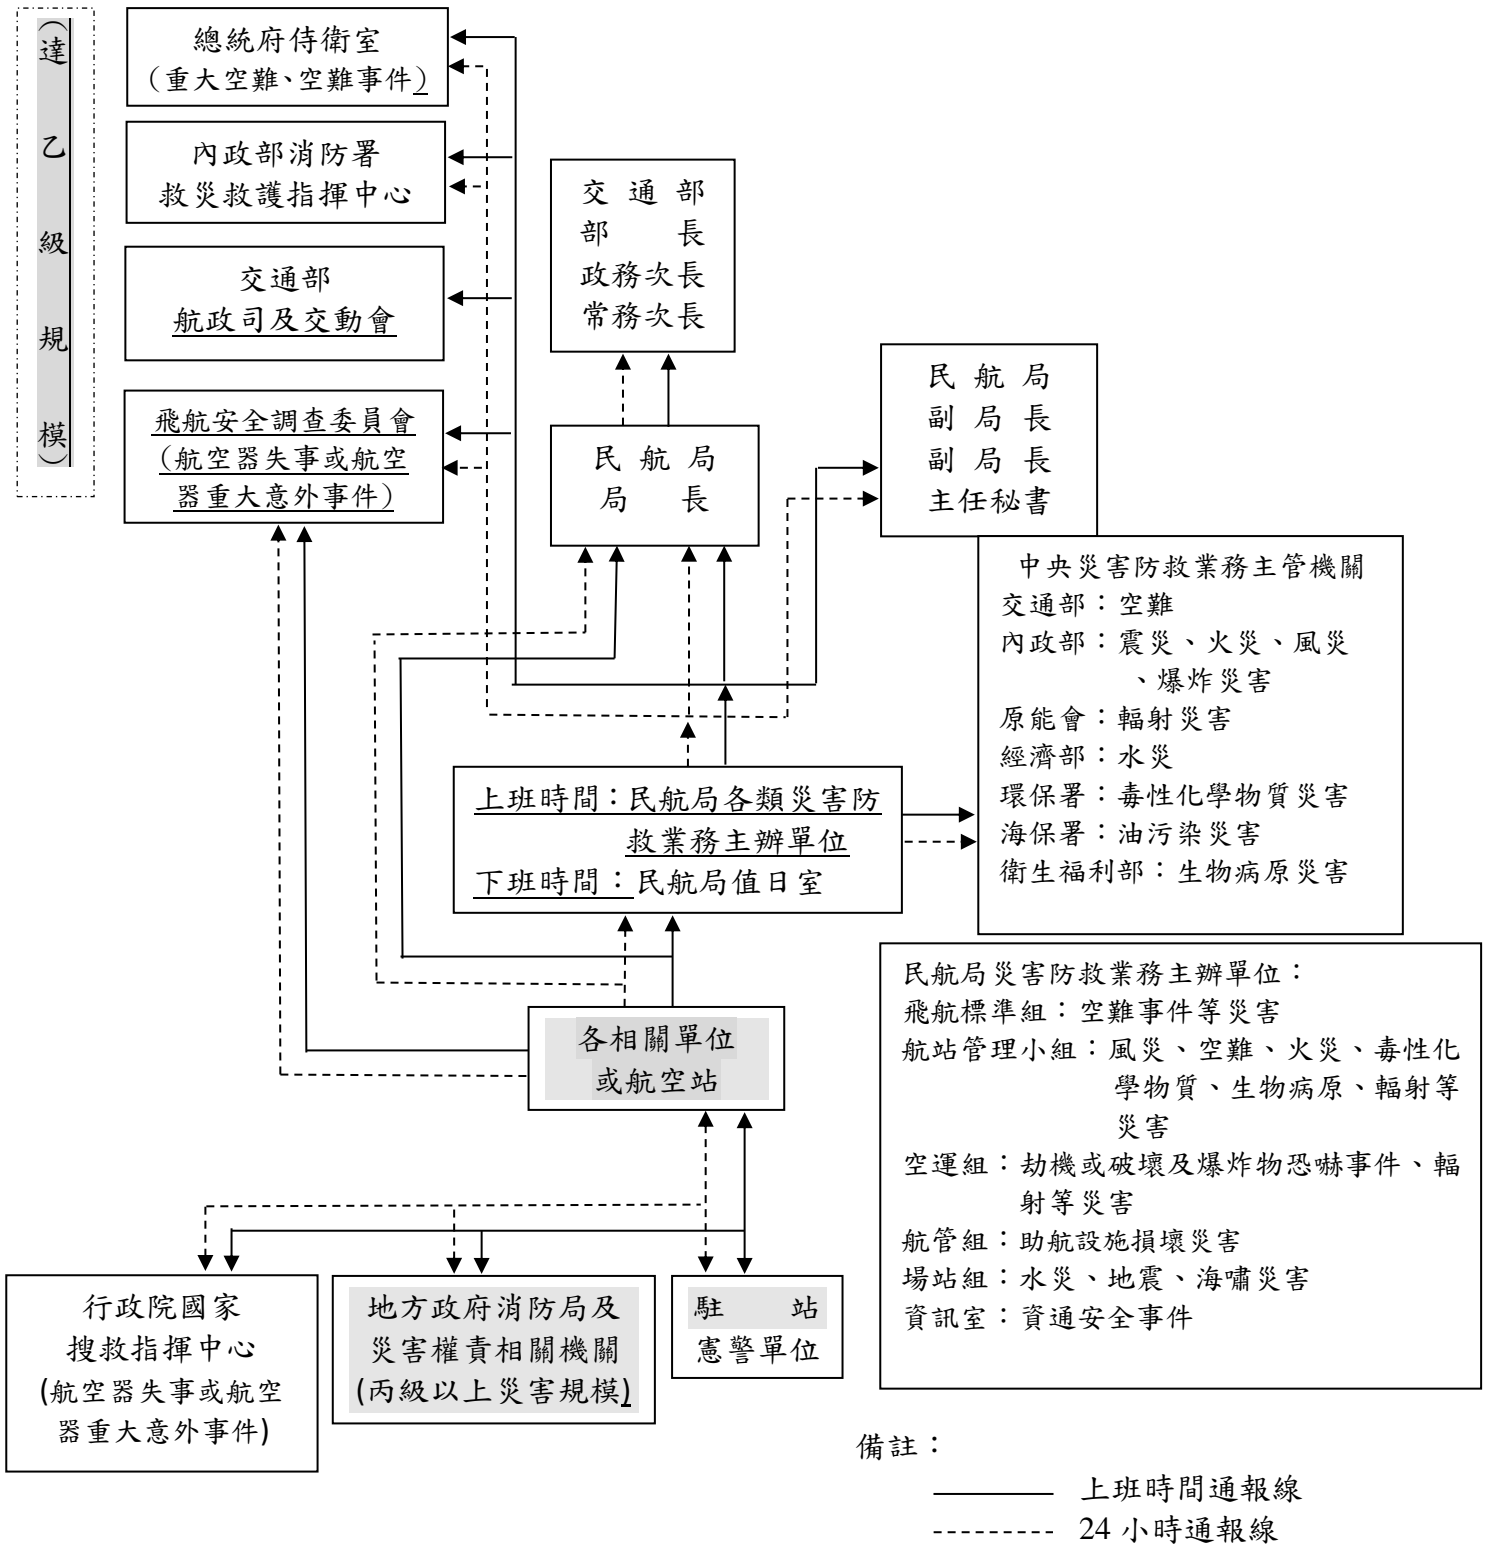 （達乙級規模）
總統府侍衛室
（重大空難、空難事件）
內政部消防署
救災救護指揮中心
交通部
航政司及交動會
飛航安全調查委員會
（航空器失事或航空
器重大意外事件）
交通部
部長
政務次長
常務次長
民航局
局長
民航局
副局長
副局長
主任秘書
中央災害防救業務主管機關
交通部：空難
內政部：震災、火災、風災
、爆炸災害
原能會：輻射災害
經濟部：水災
環保署：毒性化學物質災害
海保署：油污染災害
衛生福利部：生物病原災害
上班時間：民航局各類災害防
救業務主辦單位
下班時間：民航局值日室
民航局災害防救業務主辦單位：
飛航標準組：空難事件等災害
航站管理小組：風災、空難、火災、毒性化
學物質、生物病原、輻射等
災害
空運組：劫機或破壞及爆炸物恐嚇事件、輻
射等災害
航管組：助航設施損壞災害
場站組：水災、地震、海嘯災害
資訊室：資通安全事件
各相關單位
或航空站
行政院國家
搜救指揮中心
(航空器失事或航空
器重大意外事件)
地方政府消防局及
災害權責相關機關
(丙級以上災害規模)
駐站
憲警單位
備註：
上班時間通報線
24 小時通報線